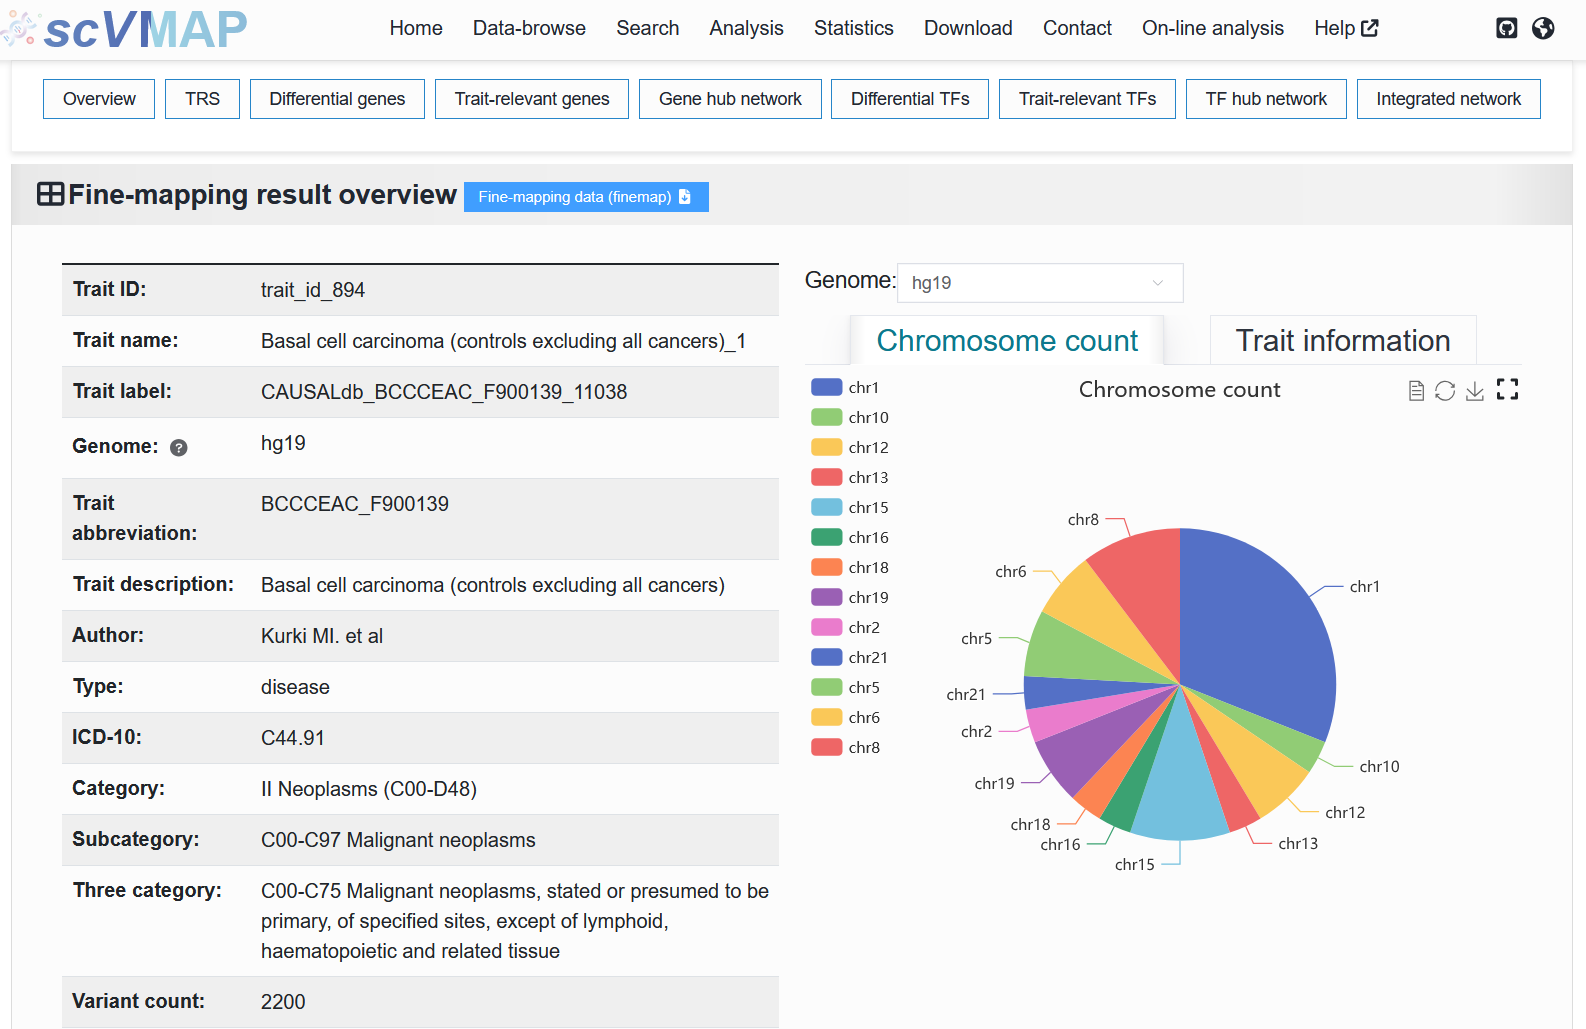 scVMAP
Home Data-browse Search Analysis Statistics Download Contact On-line analysis Help
Overview TRS Differential genes Trait-relevant genes Gene hub network Differential TFs Trait-relevant TFs TF hub network Integrated network
Fine-mapping result overview Fine-mapping data (finemap)
Trait ID: trait_id_894
Trait name: Basal cell carcinoma (controls excluding all cancers)_1
Trait label: CAUSALdb_BCCCEAC_F900139_11038
Genome: ? hg19
Trait
abbreviation: BCCCEAC_F900139
Trait description: Basal cell carcinoma (controls excluding all cancers)
Author: Kurki MI. et al
Type: disease
ICD-10: C44.91
Category: II Neoplasms (C00-D48)
Subcategory: C00-C97 Malignant neoplasms
Three category: C00-C75 Malignant neoplasms, stated or presumed to be
primary, of specified sites, except of lymphoid,
haematopoietic and related tissue
Variant count: 2200
Genome: hg19
Chromosome count Trait information
Chromosome count
chr1
chr10
chr12
chr13
chr15
chr16
chr18
chr19
chr2
chr21
chr5
chr6
chr8
chr8
chr6
chr5
chr21
chr2
chr19
chr18
chr16
chr15
chr1
chr10
chr12
chr13